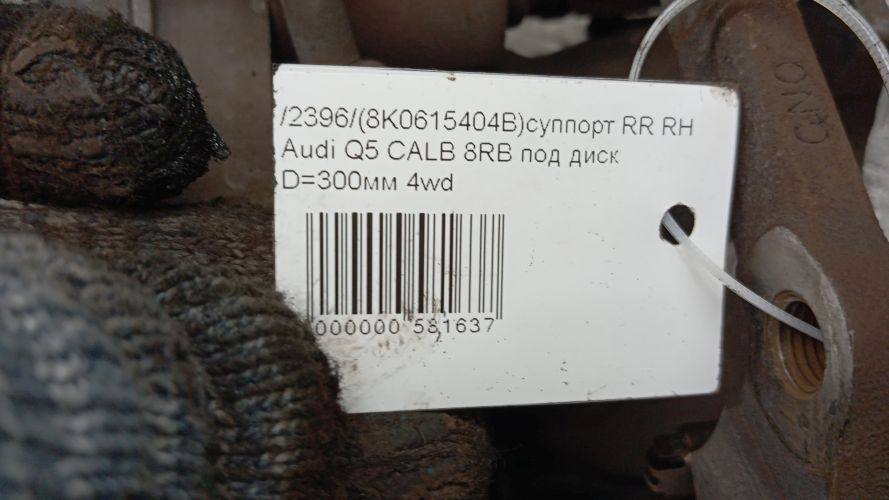 /2396/(8K0615404B)суппорт RR RH
Audi Q5 CALB 8RB под диск
D=300мм 4wd
000000 581637